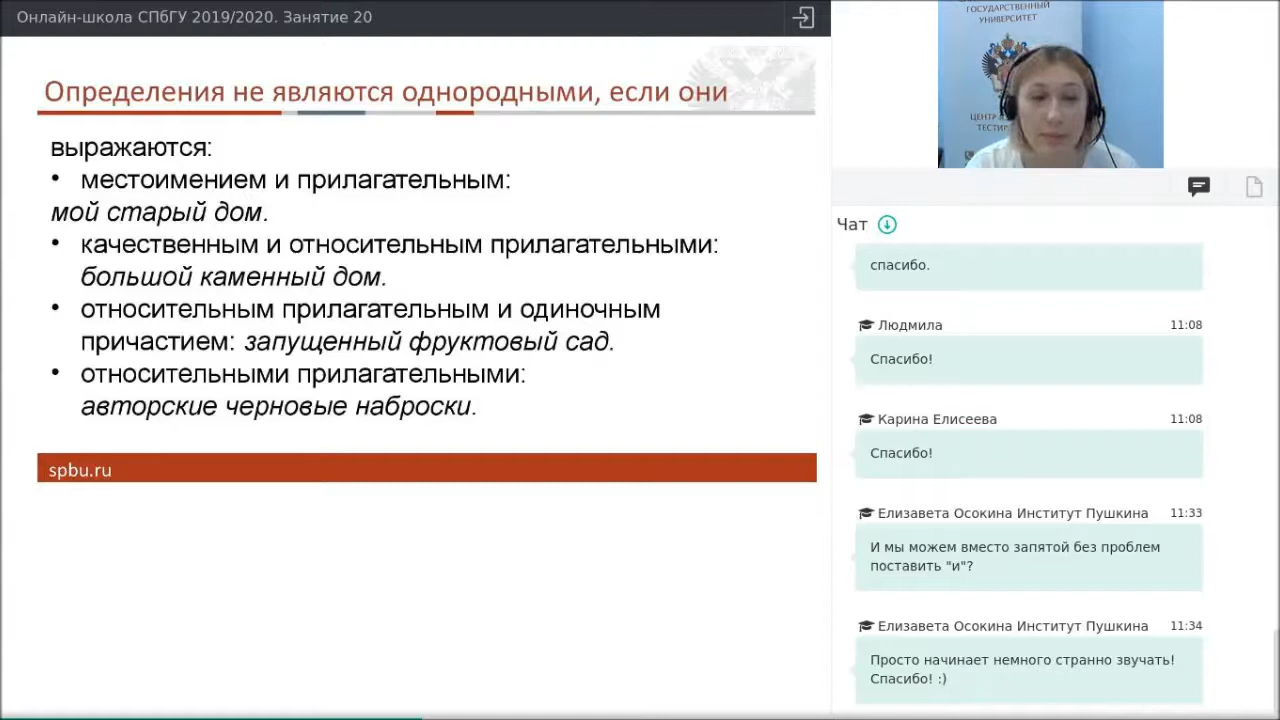 Онлайн-школа СПбГУ 2019/2020. Занятие 20
Определения не являются однородными, если они
выражаются:
• местоимением и прилагательным:
мой старый дом.
• качественным и относительным прилагательными:
большой каменный дом.
• относительным прилагательным и одиночным
причастием: запущенный фруктовый сад.
• относительными прилагательными:
авторские черновые наброски.
spbu.ru
ГОСУДАРСТВЕННЫЙ
УНИВЕРСИТЕТ
ЦЕНТР
ТЕСТИ
Чат
спасибо.
Людмила 11:08
Спасибо!
Карина Елисеева 11:08
Спасибо!
Елизавета Осокина Институт Пушкина 11:33
И мы можем вместо запятой без проблем
поставить "и"?
Елизавета Осокина Институт Пушкина 11:34
Просто начинает немного странно звучать!
Спасибо! :)